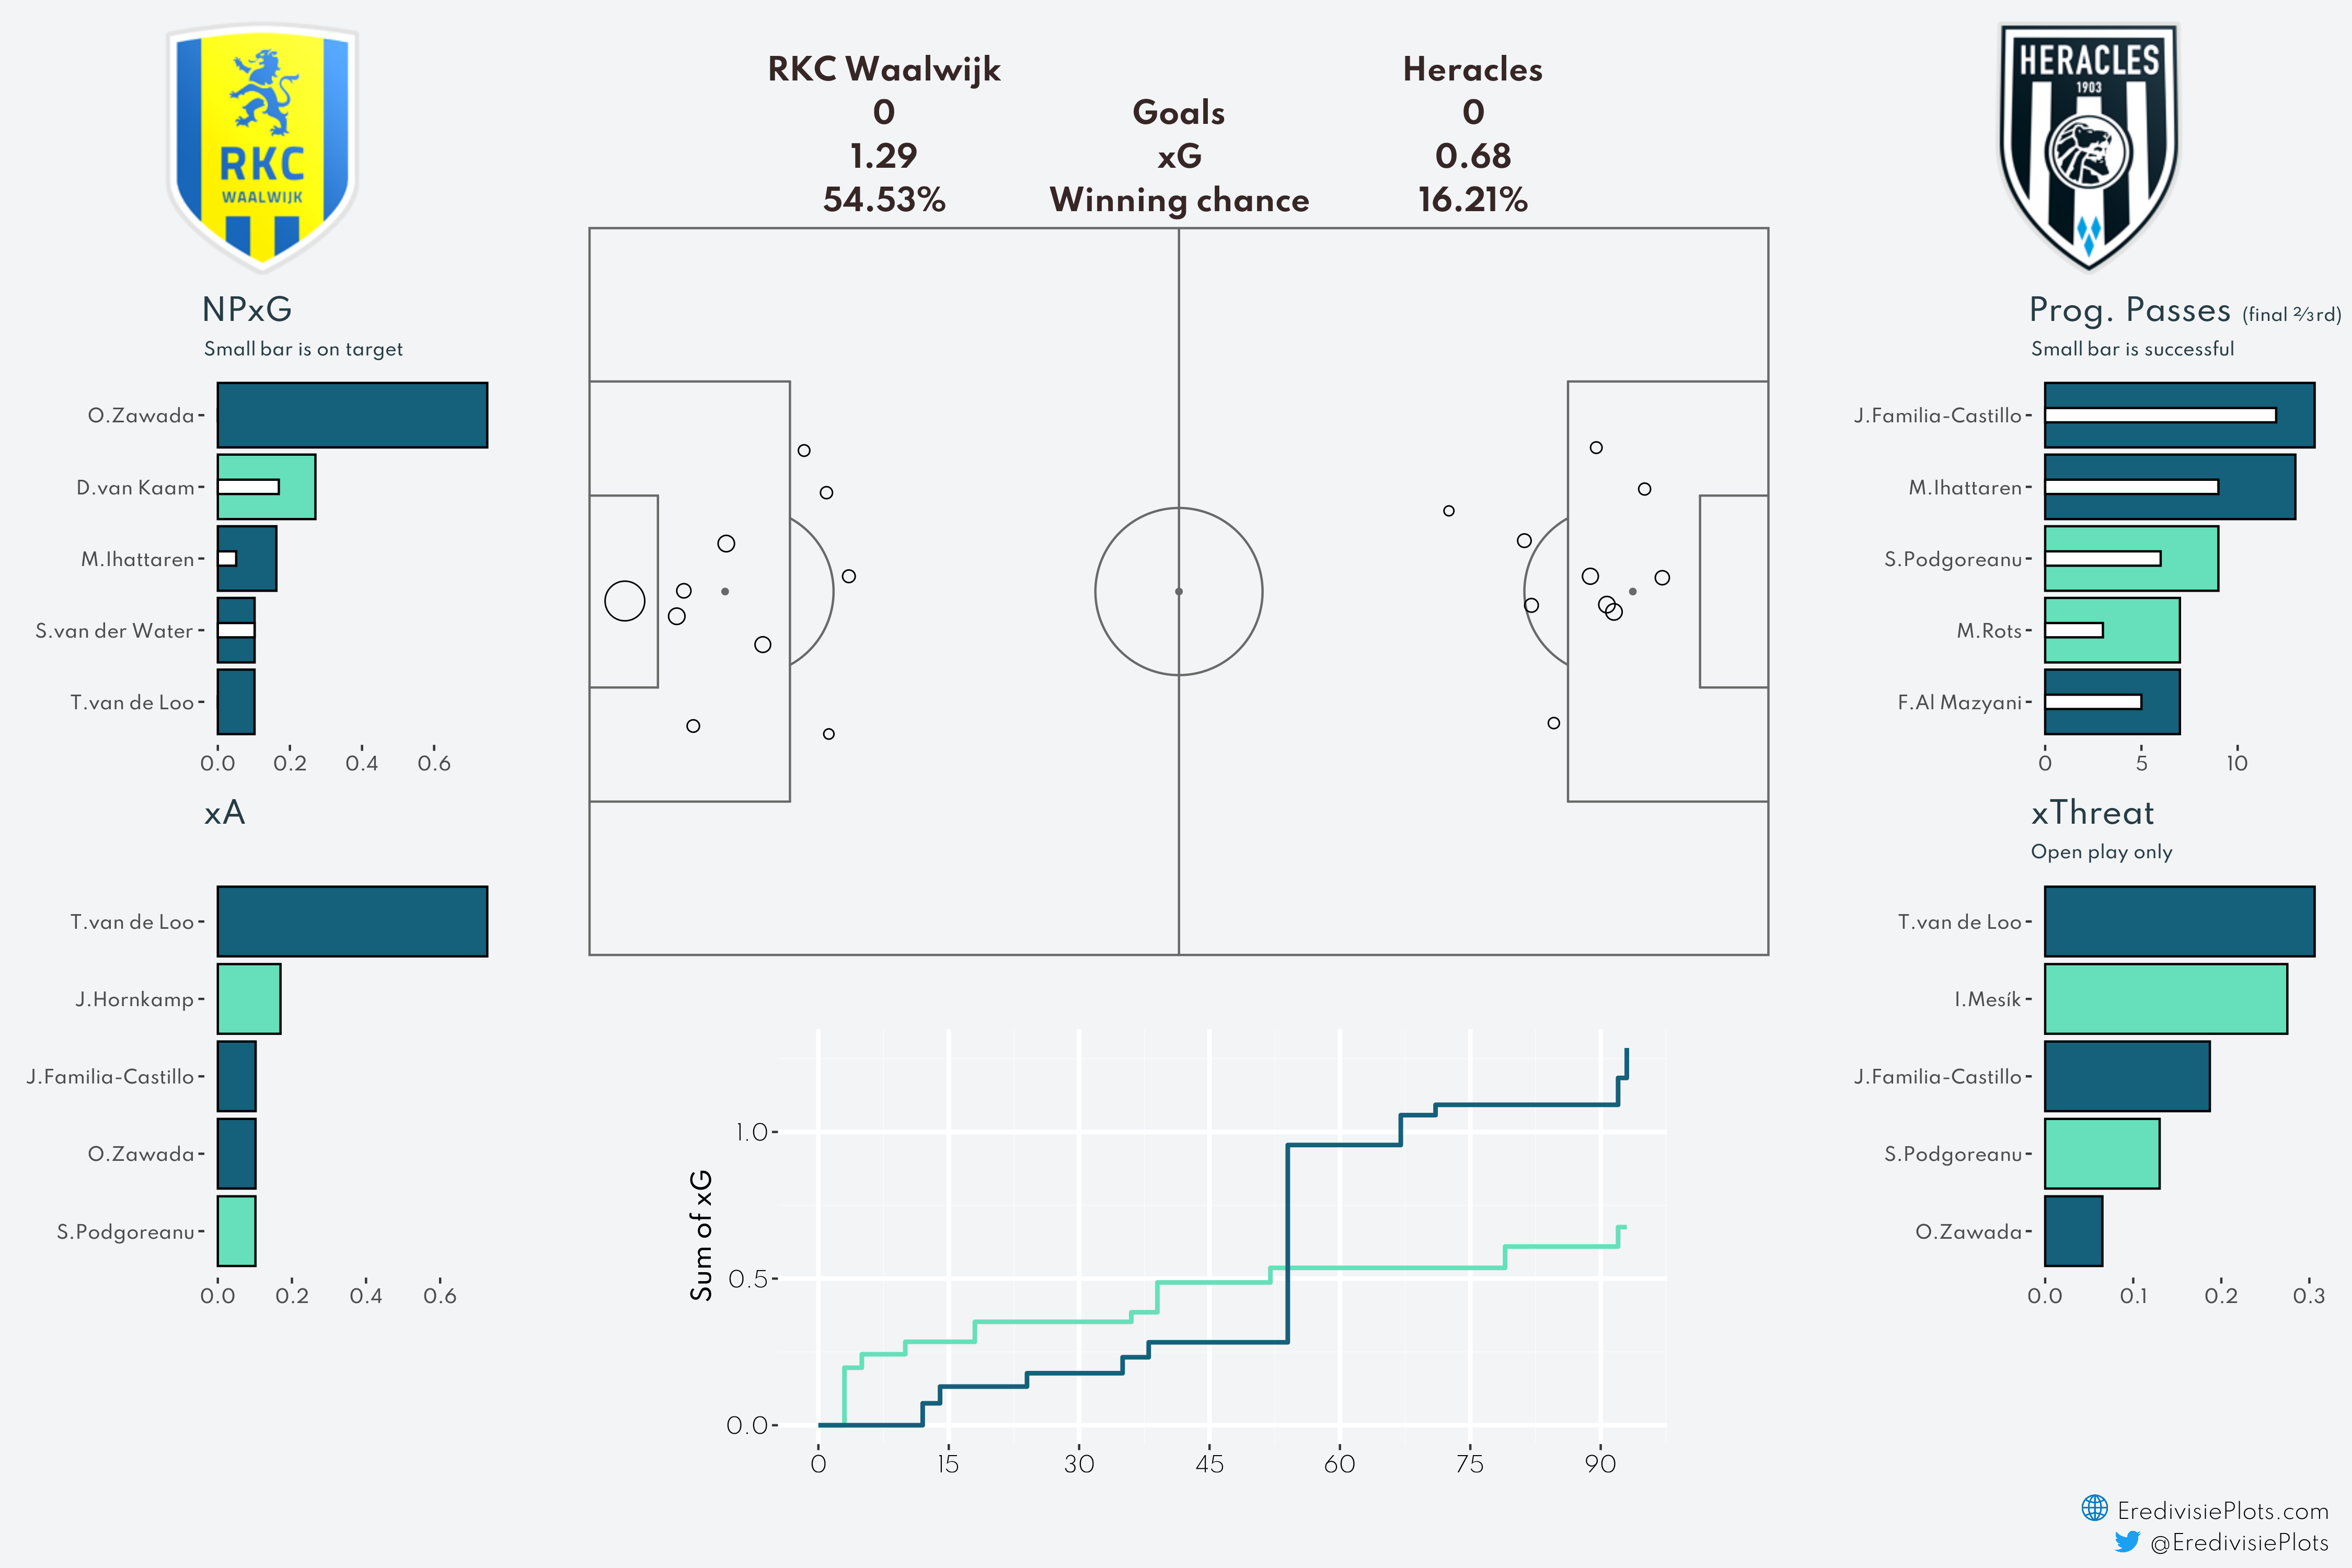 RKC
WAALWIJK
HERACLES
1903
RKC Waalwijk Heracles
0 Goals 0
1.29 xG 0.68
54.53% Winning chance 16.21%
NPxG
Small bar is on target
O.Zawada
D.van Kaam
M.Ihattaren
S.van der Water
T.van de Loo
0.0 0.2 0.4 0.6
xA
T.van de Loo
J.Hornkamp
J.Familia-Castillo
O.Zawada
S.Podgoreanu
0.0 0.2 0.4 0.6
Sum of xG
1.0
0.5
0.0
0 15 30 45 60 75 90
Prog. Passes (final ⅔rd)
Small bar is successful
J.Familia-Castillo
M.Ihattaren
S.Podgoreanu
M.Rots
F.Al Mazyani
0 5 10
xThreat
Open play only
T.van de Loo
I.Mesík
J.Familia-Castillo
S.Podgoreanu
O.Zawada
0.0 0.1 0.2 0.3
EredivisiePlots.com
@EredivisiePlots